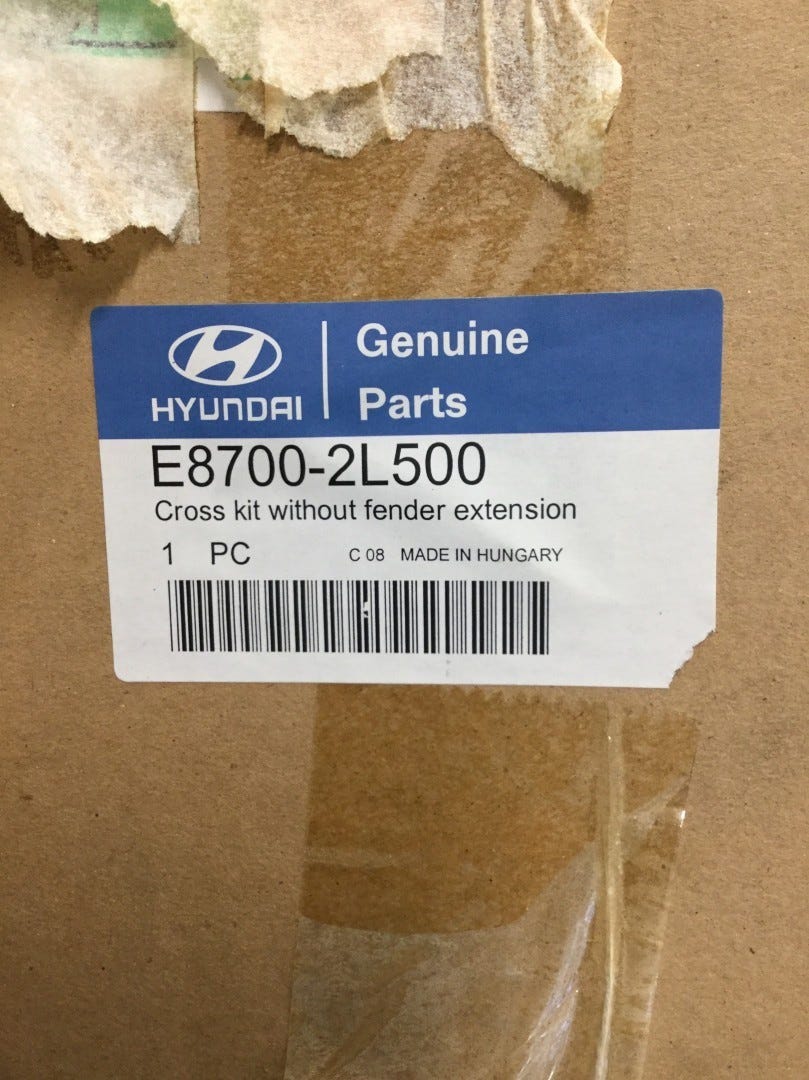 HYUNDAI
Genuine
Parts
E8700-2L500
Cross kit without fender extension
1 PC C 08 MADE IN HUNGARY